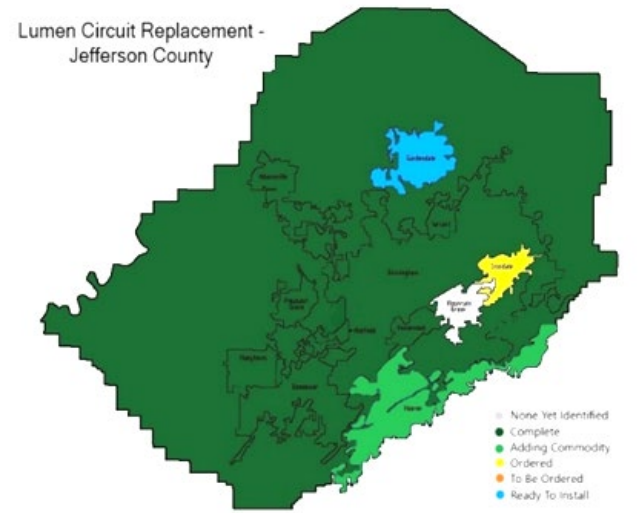 Lumen Circuit Replacement -
Jefferson County
Gardendale
Irondale
Birmingham
Mountain
Brook
Hoover
None Yet Identified
Complete
Adding Commodity
Ordered
To Be Ordered
Ready To Install